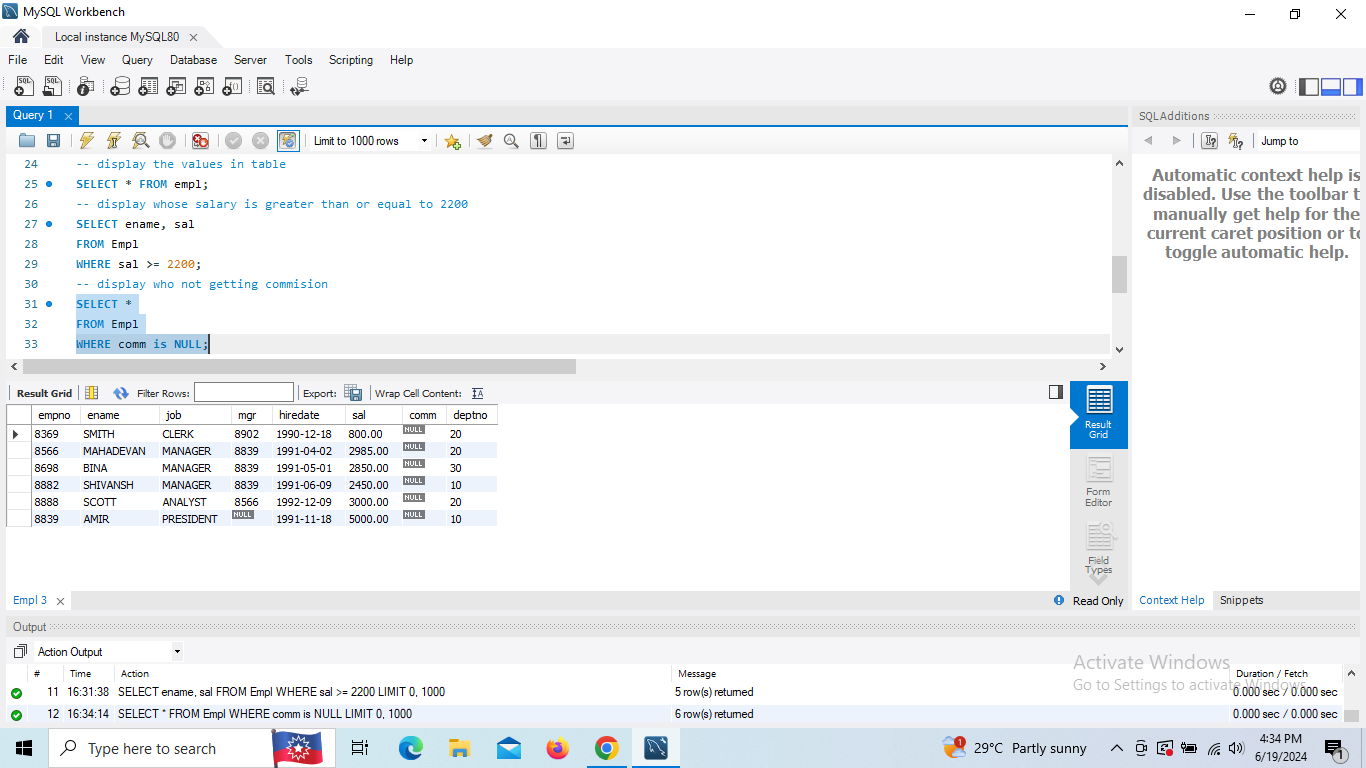 MySQL Workbench
Local instance MySQL80
File Edit View Query Database Server Tools Scripting Help
Query 1
SQLAdditions
Limit to 1000 rows
Jump to
24 -- display the values in table
25 SELECT * FROM empl;
26 -- display whose salary is greater than or equal to 2200
27 SELECT ename, sal
28 FROM Empl
29 WHERE sal >= 2200;
30 -- display who not getting commision
31 SELECT *
32 FROM Empl
33 WHERE comm is NULL;
Automatic context help is
disabled. Use the toolbar t
manually get help for the
current caret position or to
toggle automatic help.
Result Grid Filter Rows: Export: Wrap Cell Content:
empno ename job mgr hiredate sal comm deptno
8369 SMITH CLERK 8902 1990-12-18 800.00 NULL 20
8566 MAHADEVAN MANAGER 8839 1991-04-02 2985.00 NULL 20
8698 BINA MANAGER 8839 1991-05-01 2850.00 NULL 30
8882 SHIVANSH MANAGER 8839 1991-06-09 2450.00 NULL 10
8888 SCOTT ANALYST 8566 1992-12-09 3000.00 NULL 20
8839 AMIR PRESIDENT NULL 1991-11-18 5000.00 NULL 10
Result
Grid
Form
Editor
Field
Types
Empl 3
Read Only
Context Help Snippets
Output
Action Output
# Time Action Message Duration / Fetch
11 16:31:38 SELECT ename, sal FROM Empl WHERE sal >= 2200 LIMIT 0, 1000 5 row(s) returned 0.000 sec / 0.000 sec
12 16:34:14 SELECT * FROM Empl WHERE comm is NULL LIMIT 0, 1000 6 row(s) returned 0.000 sec / 0.000 sec
Activate Windows
Go to Settings to activate Windows.
Type here to search
1
29°C Partly sunny
4:34 PM
6/19/2024
1